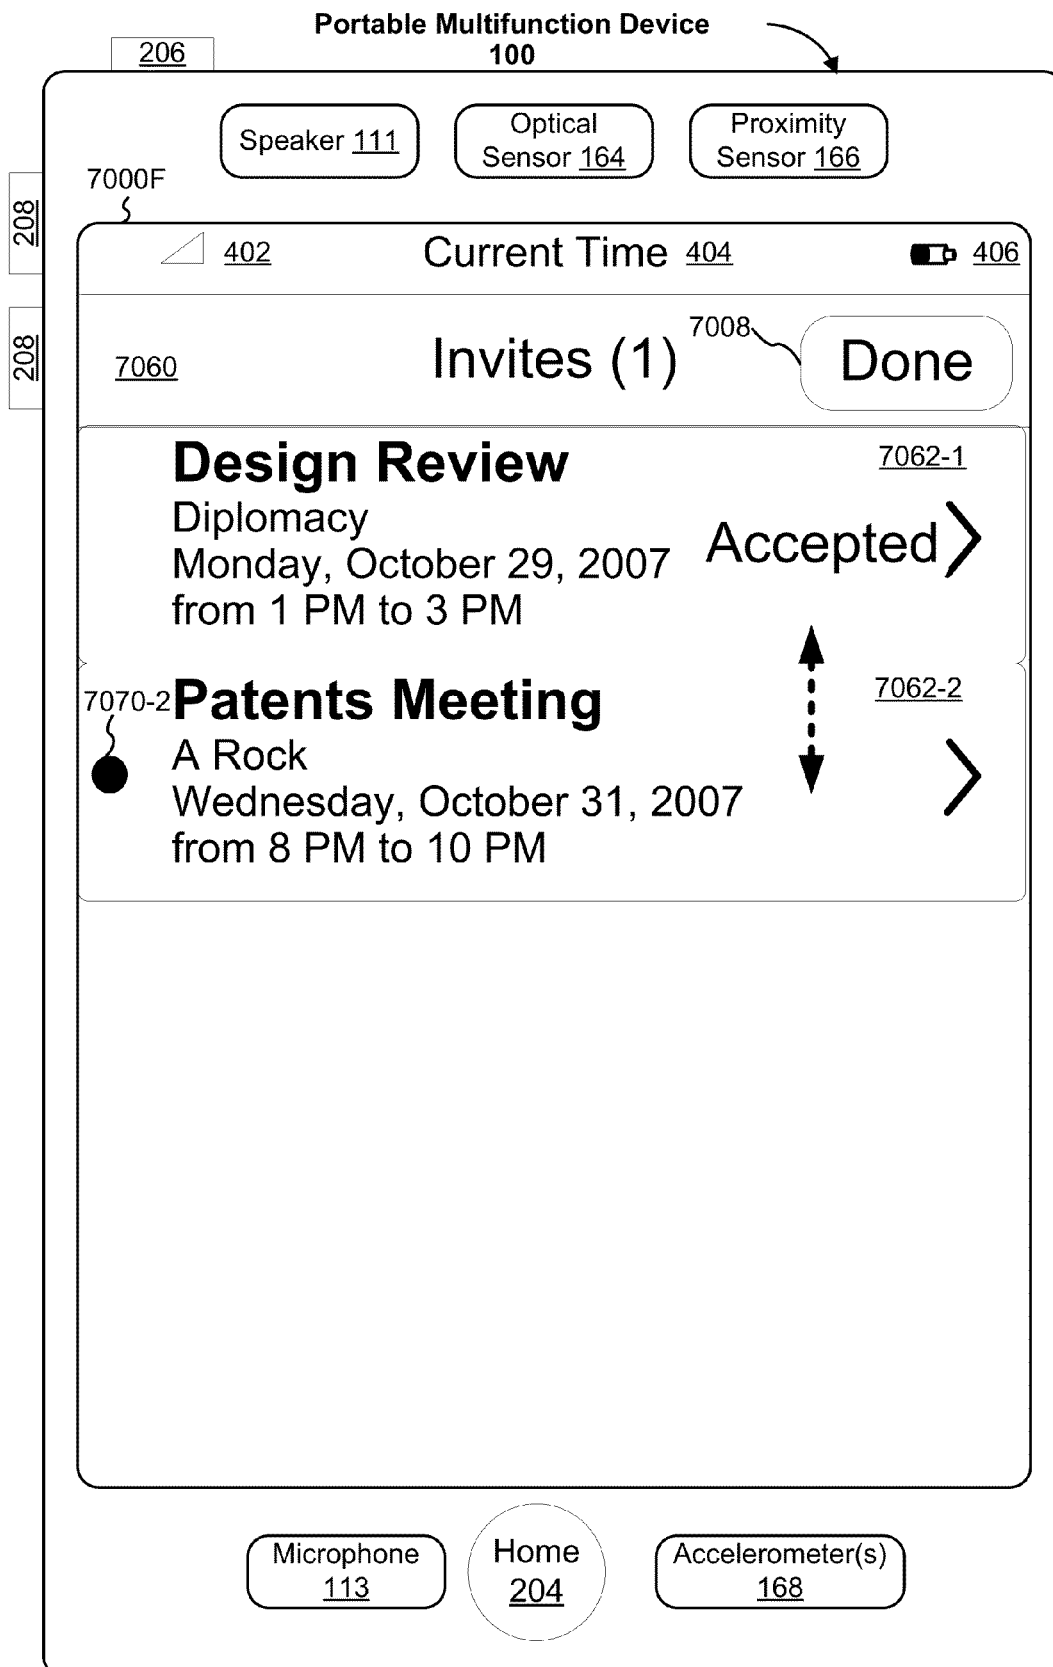 Portable Multifunction Device
100
206
Speaker 111
Optical
Sensor 164
Proximity
Sensor 166
208
7000F
402
Current Time 404
406
208
7060
Invites (1)
7008
Done
Design Review
7062-1
Diplomacy
Monday, October 29, 2007
from 1 PM to 3 PM
Accepted
7070-2
Patents Meeting
7062-2
A Rock
Wednesday, October 31, 2007
from 8 PM to 10 PM
Microphone
113
Home
204
Accelerometer(s)
168